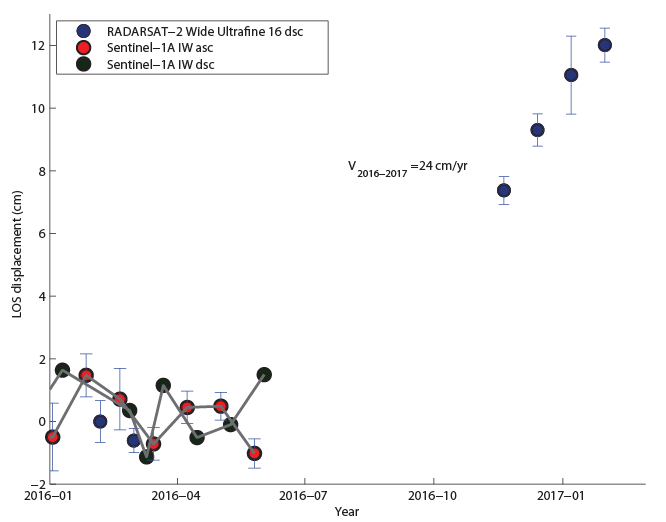 RADARSAT−2 Wide Ultrafine 16 dsc
Sentinel−1A IW asc
Sentinel−1A IW dsc
12
10
8
6
4
2
0
−2
LOS displacement (cm)
V2016−2017 =24 cm/yr
2016−01
2016−04
2016−07
2016−10
2017−01
Year